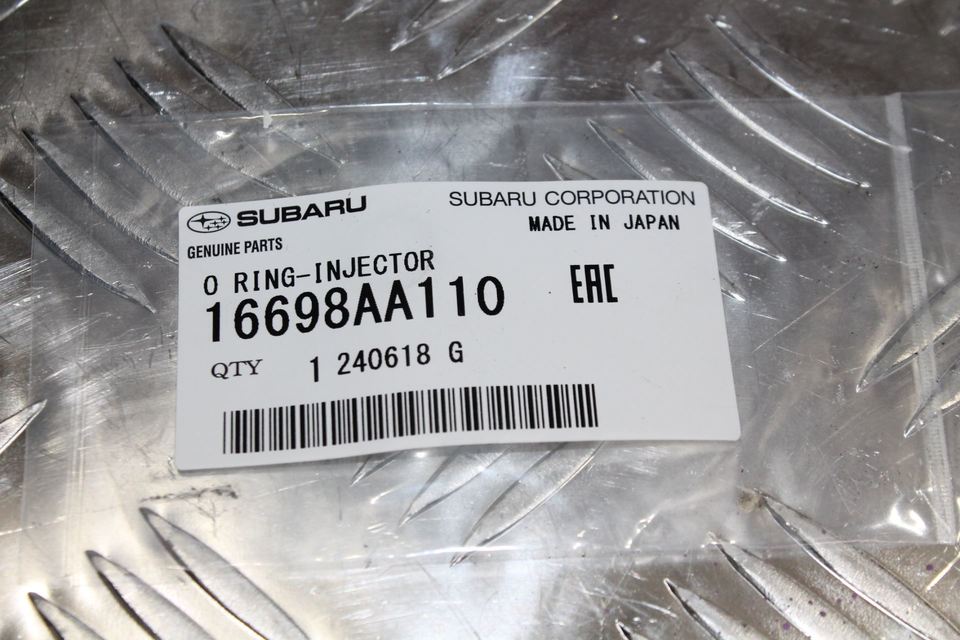 SUBARU
GENUINE PARTS
SUBARU CORPORATION
MADE IN JAPAN
O RING-INJECTOR
16698AA110
EAC
QTY 1 240618 G